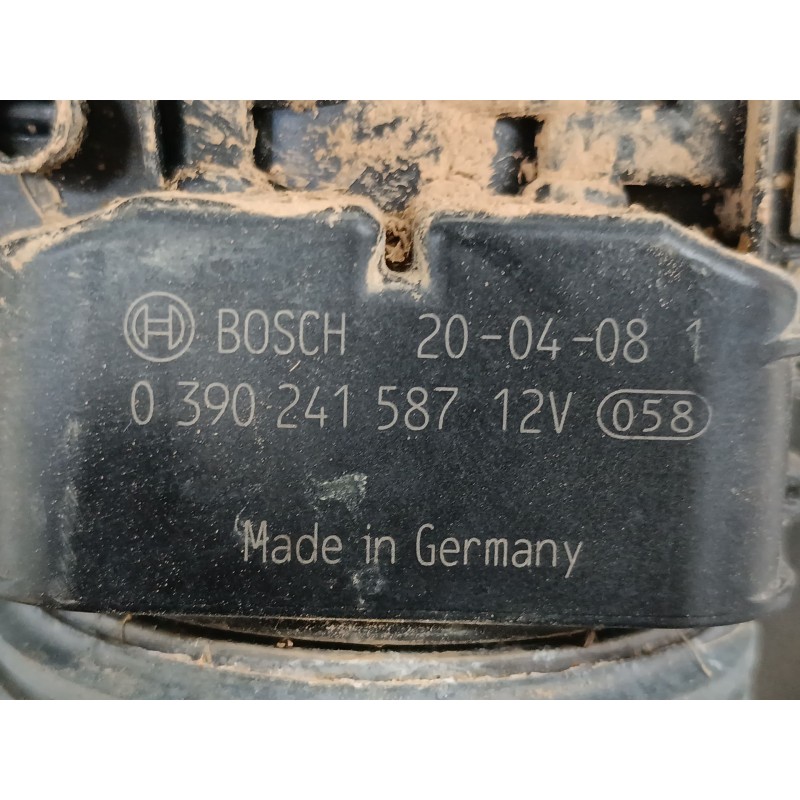 BOSCH 20-04-08 1
0 390 241 587 12V 058
Made in Germany